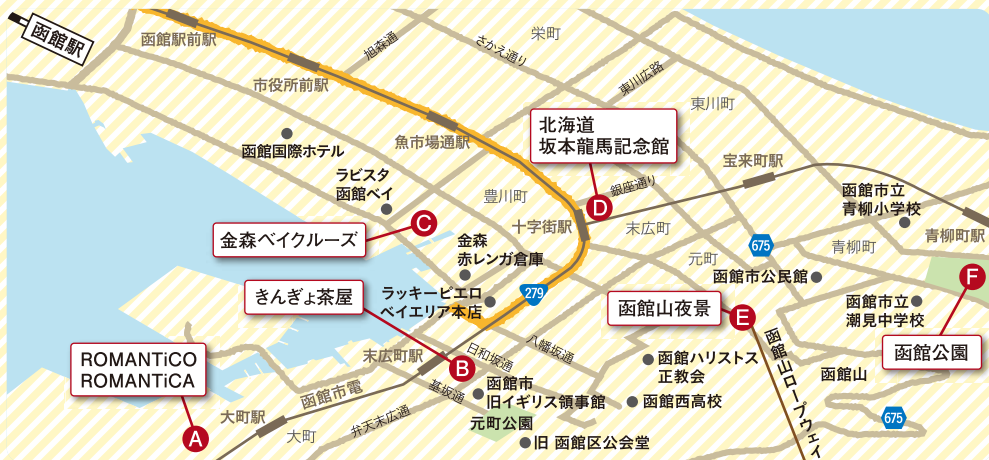 函館駅
函館駅前駅
旭森通
さかえ通り
栄町
市役所前駅
東川広路
東川町
函館国際ホテル
魚市場通駅
北海道
坂本龍馬記念館
宝来町駅
ラビスタ
函館ベイ
豊川町
D
銀座通り
函館市立
青柳小学校
C
十字街駅
末広町
青柳町駅
金森ベイクルーズ
金森
赤レンガ倉庫
元町
675
青柳町
函館市公民館
F
きんぎょ茶屋
ラッキーピエロ
ベイエリア本店
279
函館山夜景
E
函館市立
潮見中学校
函館公園
ROMANTiCO
ROMANTiCA
末広町駅
B
日和坂通
八幡坂通
函館ハリストス
正教会
函館山ロープウェイ
函館山
函館市電
基坂通
函館市
旧イギリス領事館
函館西高校
675
大町駅
A
大町
弁天末広通
元町公園
旧 函館区公会堂